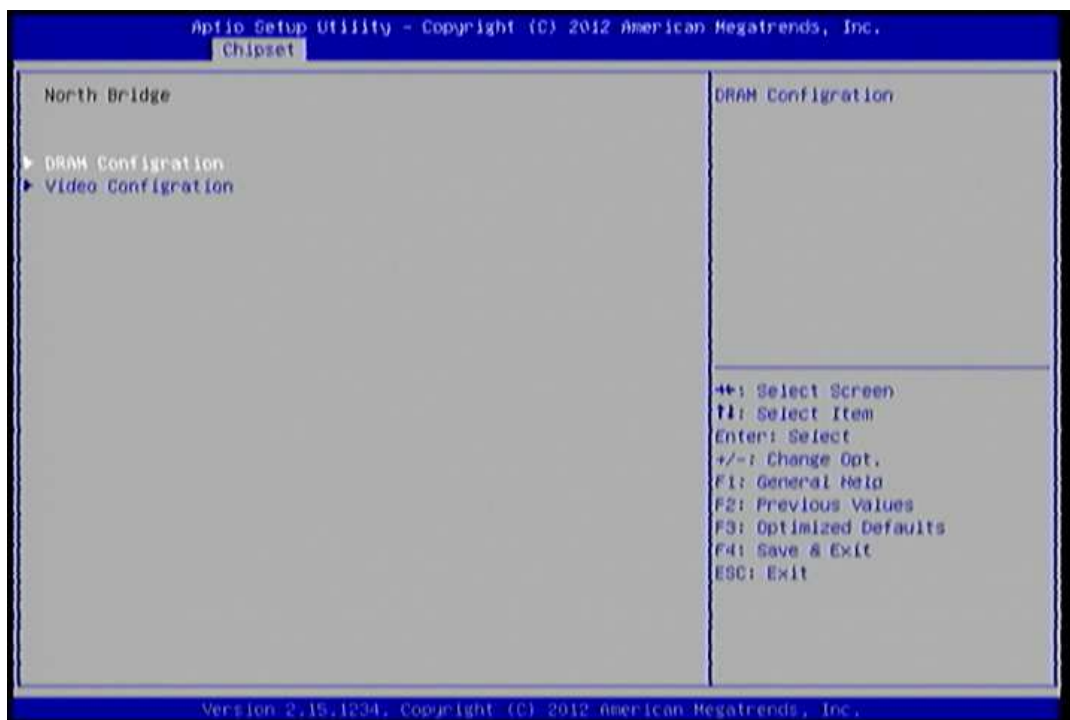 Aptio Setup Utility - Copyright (C) 2012 American Megatrends, Inc.
Chipset
North Bridge
DRAM Configration
Video Configration
DRAM Configration
→←: Select Screen
↑↓: Select Item
Enter: Select
+/-: Change Opt.
F1: General Help
F2: Previous Values
F3: Optimized Defaults
F4: Save & Exit
ESC: Exit
Version 2.15.1234. Copyright (C) 2012 American Megatrends, Inc.